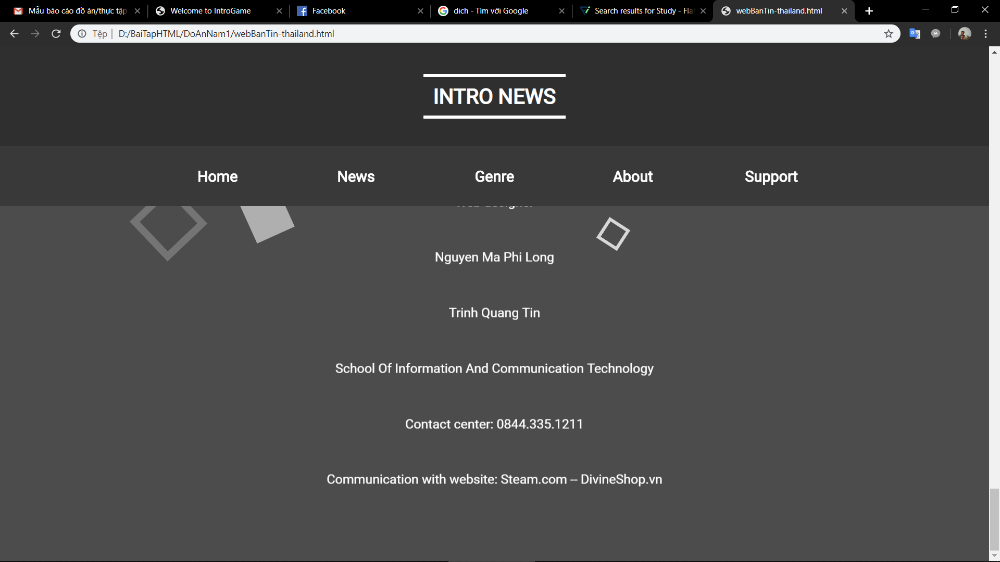 Mẫu báo cáo đồ án/thực tập
Welcome to IntroGame
Facebook
dich - Tìm với Google
Search results for Study - Fla
webBanTin-thailand.html
Tệp
D:/BaiTapHTML/DoAnNam1/webBanTin-thailand.html
INTRO NEWS
Home
News
Genre
About
Support
Nguyen Ma Phi Long
Trinh Quang Tin
School Of Information And Communication Technology
Contact center: 0844.335.1211
Communication with website: Steam.com -- DivineShop.vn